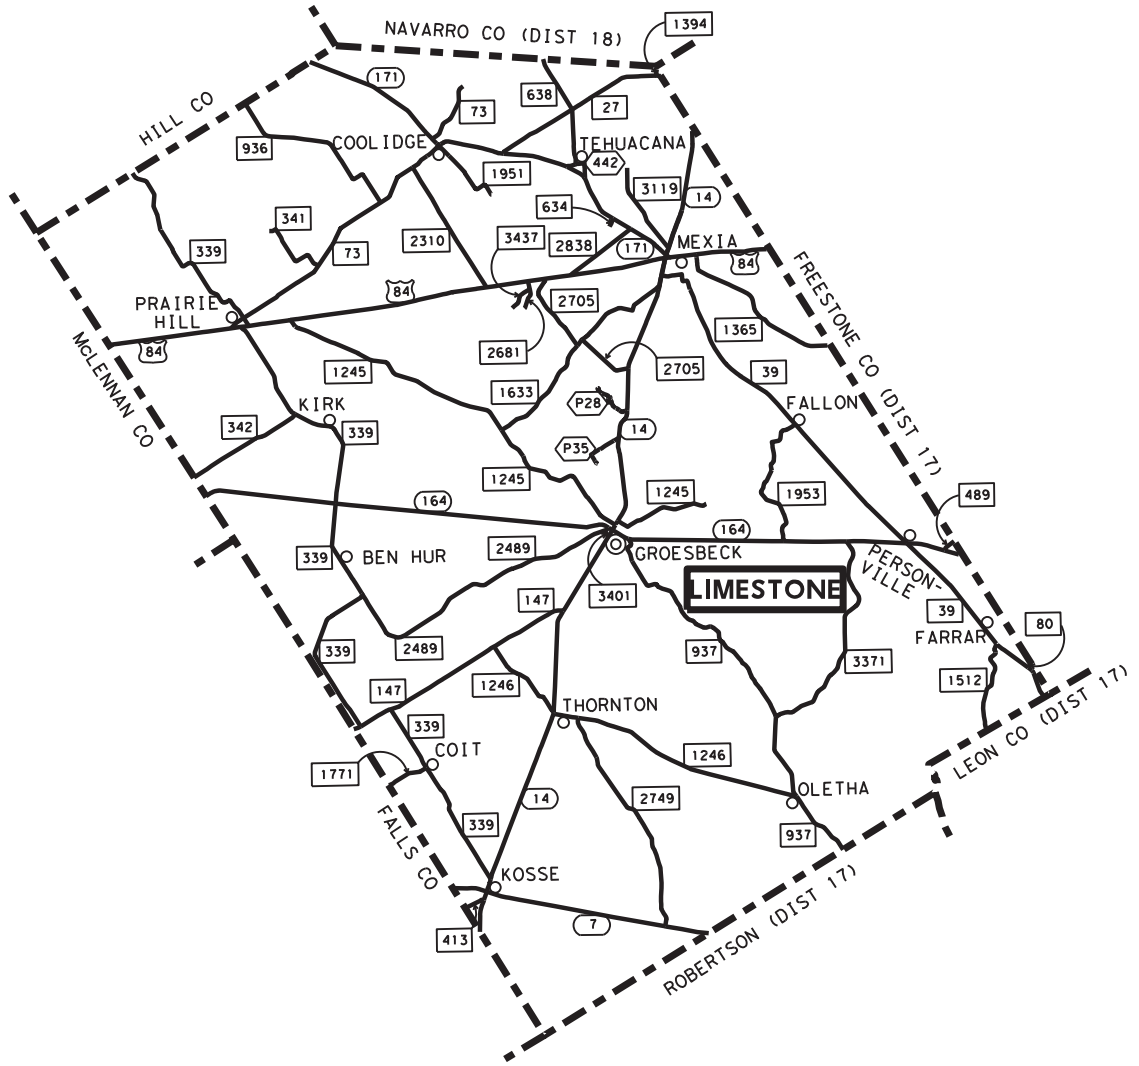 1394
NAVARRO CO (DIST 18)
171
638
27
73
HILL CO
936
COOLIDGE
TEHUACANA
442
1951
3119
14
634
341
2310
3437
2838
171
MEXIA
339
73
84
84
FREESTONE CO (DIST 17)
PRAIRIE
HILL
2705
84
1365
2681
2705
1245
39
McLENNAN CO
1633
P28
KIRK
FALLON
342
339
14
P35
1245
1245
1953
489
164
164
2489
GROESBECK
339
BEN HUR
PERSON-
VILLE
LIMESTONE
3401
147
39
80
FARRAR
339
2489
937
3371
1512
1246
147
LEON CO (DIST 17)
THORNTON
339
COIT
1246
1771
OLETHA
14
2749
FALLS CO
339
937
KOSSE
7
413
ROBERTSON (DIST 17)